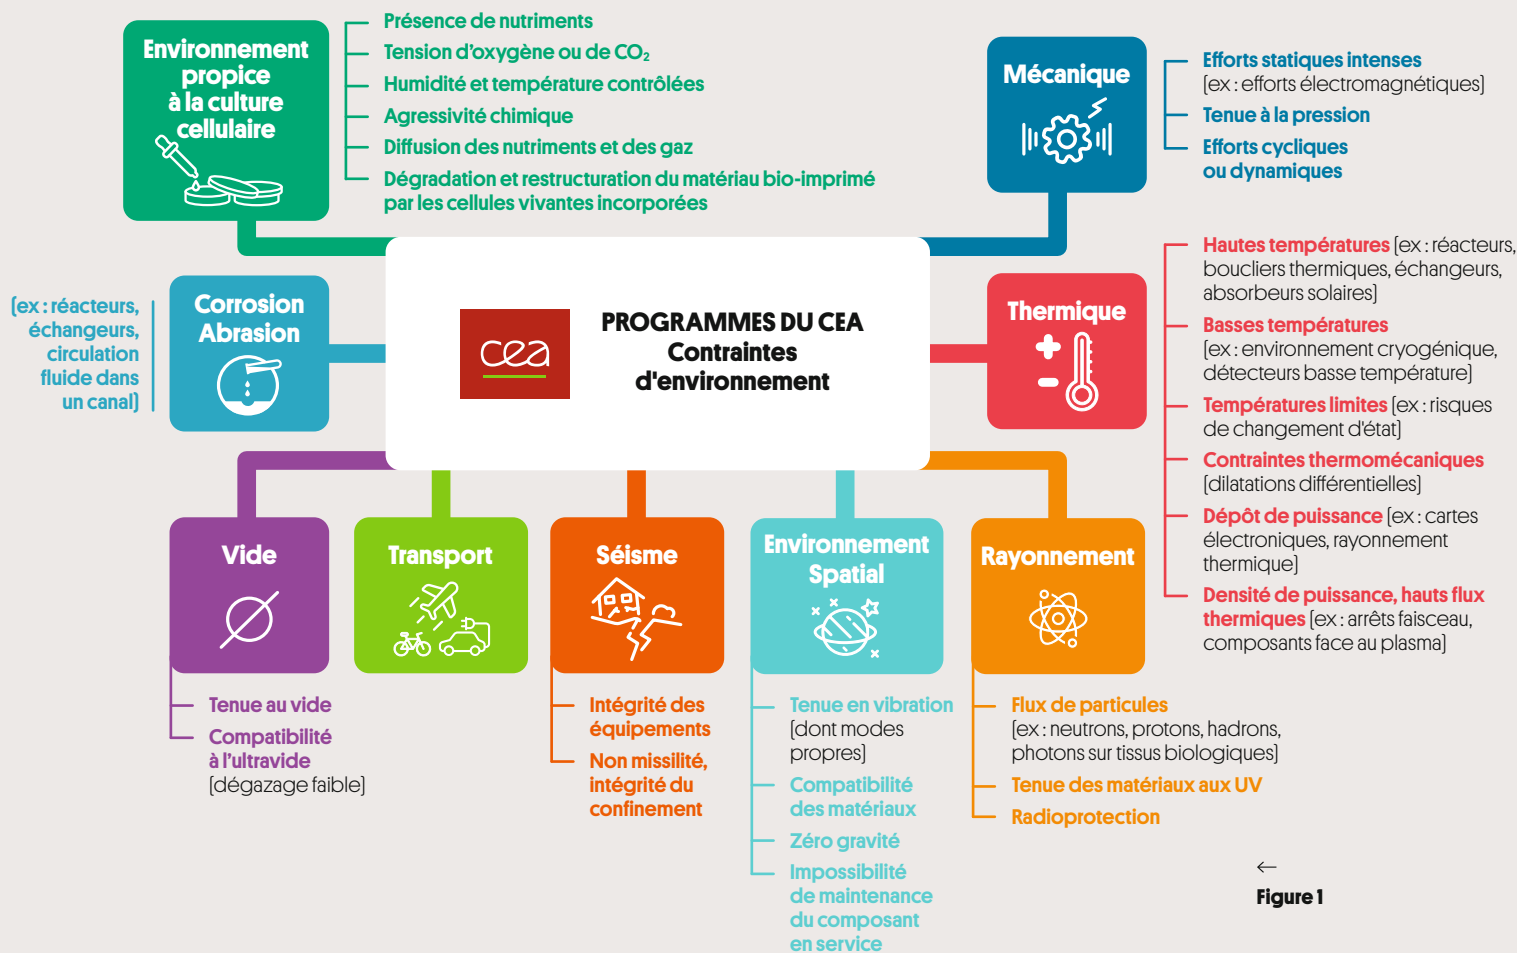 Environnement
propice
à la culture
cellulaire
Présence de nutriments
Tension d’oxygène ou de CO₂
Humidité et température contrôlées
Agressivité chimique
Diffusion des nutriments et des gaz
Dégradation et restructuration du matériau bio-imprimé
par les cellules vivantes incorporées
Mécanique
Efforts statiques intenses
(ex : efforts électromagnétiques)
Tenue à la pression
Efforts cycliques
ou dynamiques
(ex : réacteurs,
échangeurs,
circulation
fluide dans
un canal)
Corrosion
Abrasion
cea
PROGRAMMES DU CEA
Contraintes
d'environnement
Thermique
Hautes températures (ex : réacteurs,
boucliers thermiques, échangeurs,
absorbeurs solaires)
Basses températures
(ex : environnement cryogénique,
détecteurs basse température)
Températures limites (ex : risques
de changement d'état)
Contraintes thermomécaniques
(dilatations différentielles)
Dépôt de puissance (ex : cartes
électroniques, rayonnement
thermique)
Densité de puissance, hauts flux
thermiques (ex : arrêts faisceau,
composants face au plasma)
Vide
Tenue au vide
Compatibilité
à l’ultravide
(dégazage faible)
Transport
Séisme
Intégrité des
équipements
Non missilité,
intégrité du
confinement
Environnement
Spatial
Tenue en vibration
(dont modes
propres)
Compatibilité
des matériaux
Zéro gravité
Impossibilité
de maintenance
du composant
en service
Rayonnement
Flux de particules
(ex : neutrons, protons, hadrons,
photons sur tissus biologiques)
Tenue des matériaux aux UV
Radioprotection
←
Figure 1